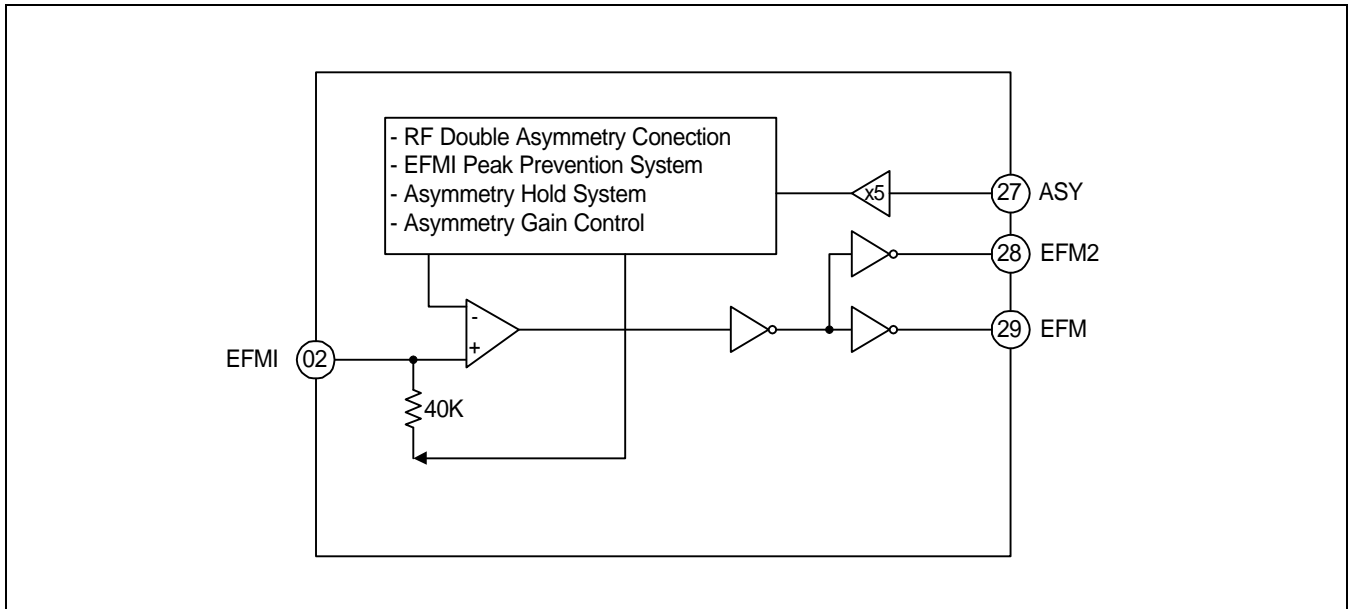 - RF Double Asymmetry Conection
- EFMI Peak Prevention System
- Asymmetry Hold System
- Asymmetry Gain Control
x5
27 ASY
28 EFM2
-
+
29 EFM
EFMI 02
40K